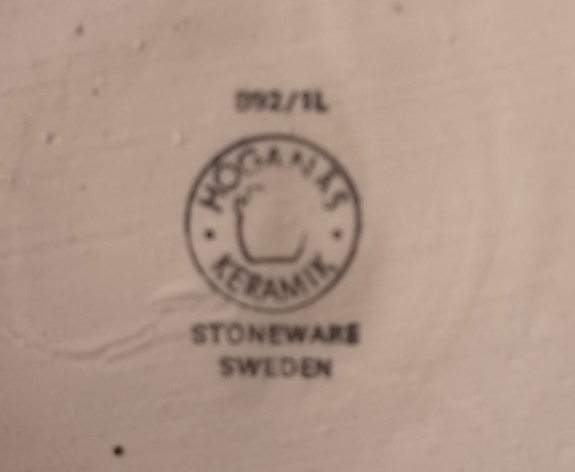 892/1L
HÖGANÄS
KERAMIK
STONEWARE
SWEDEN